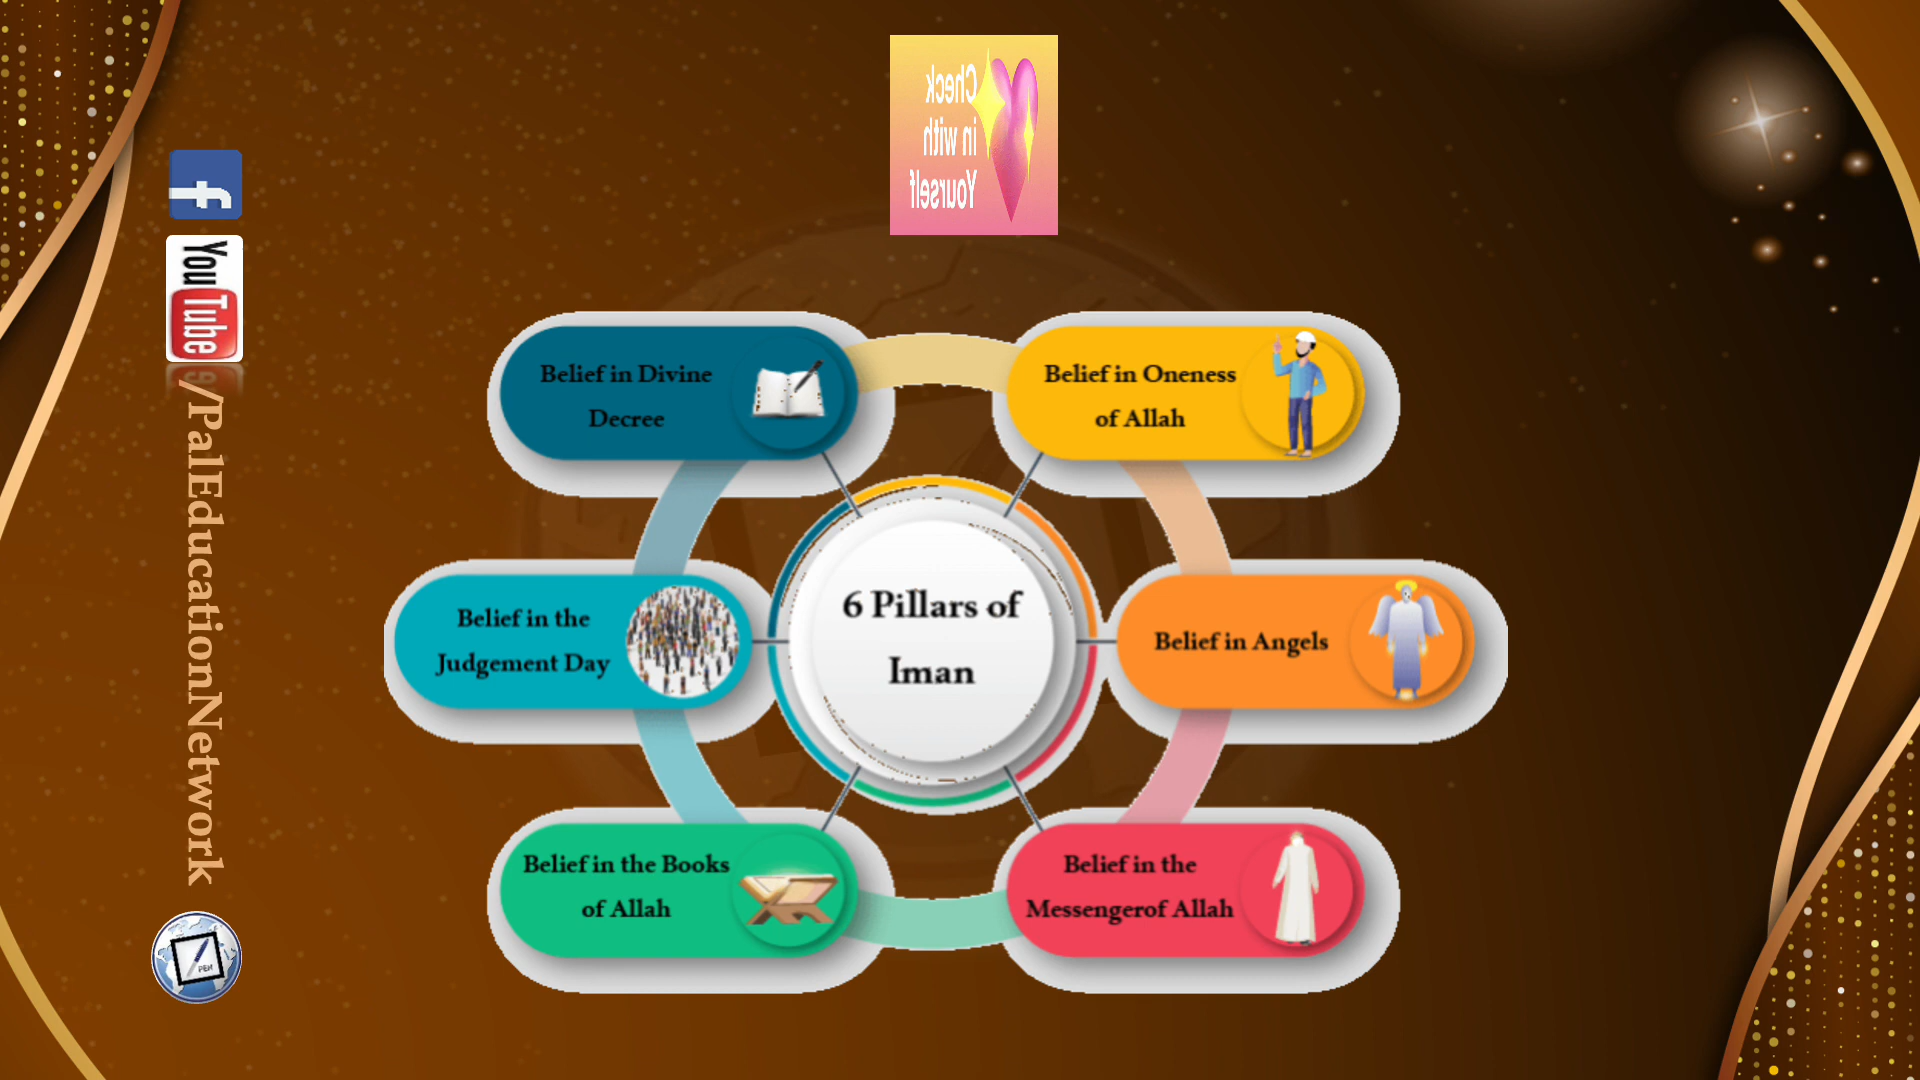 Check
in with
Yourself
Belief in Divine
Decree
Belief in Oneness
of Allah
Belief in the
Judgement Day
6 Pillars of
Iman
Belief in Angels
Belief in the Books
of Allah
Belief in the
Messengerof Allah
f
YouTube
/PalEducationNetwork
PEN